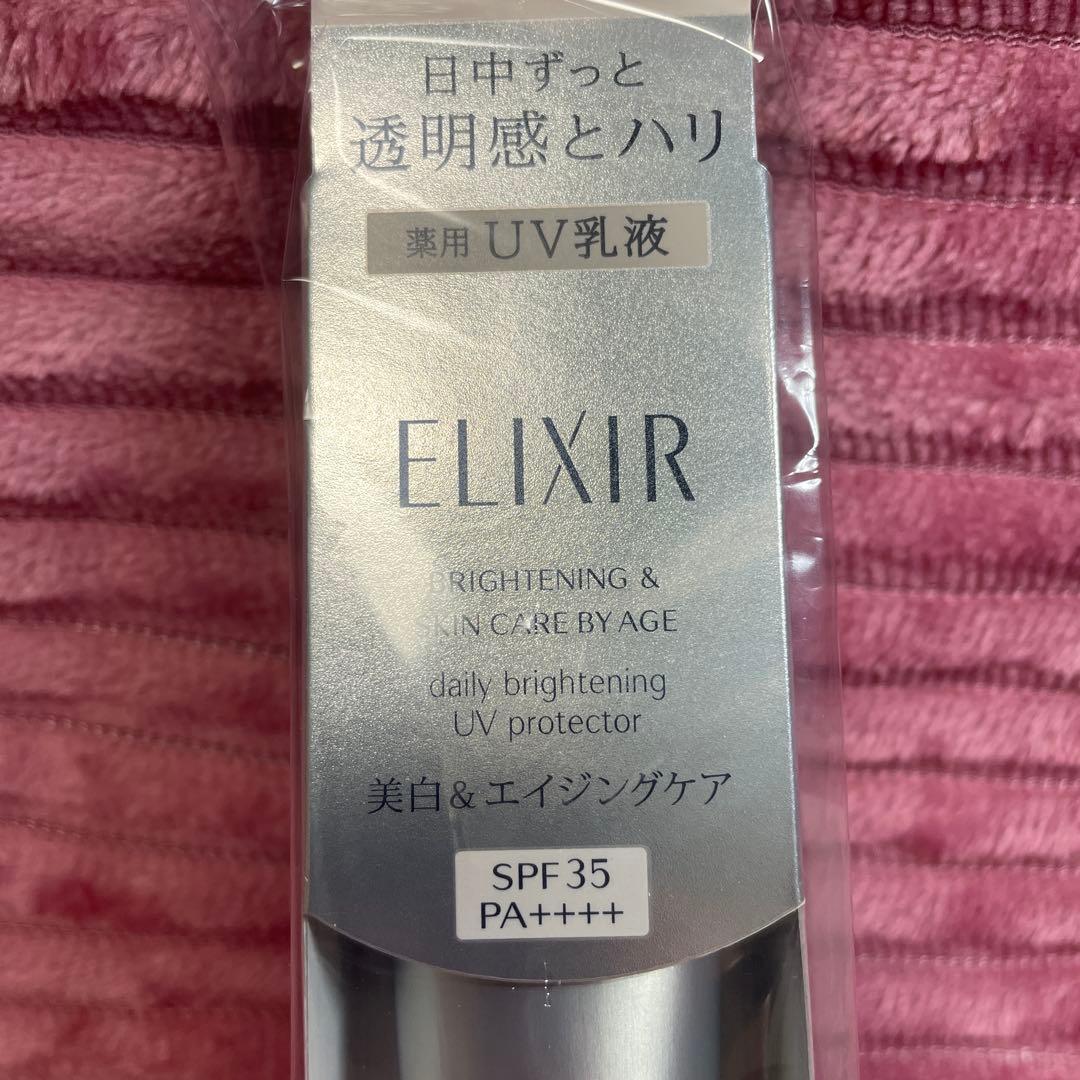 日中ずっと
透明感とハリ
薬用 UV乳液
ELIXIR
BRIGHTENING &
SKIN CARE BY AGE
daily brightening
UV protector
美白&エイジングケア
SPF35
PA++++